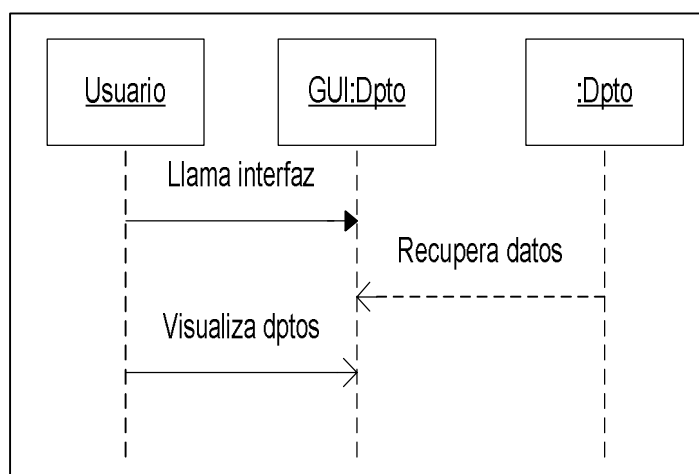 Usuario
GUI:Dpto
:Dpto
Llama interfaz
Recupera datos
Visualiza dptos